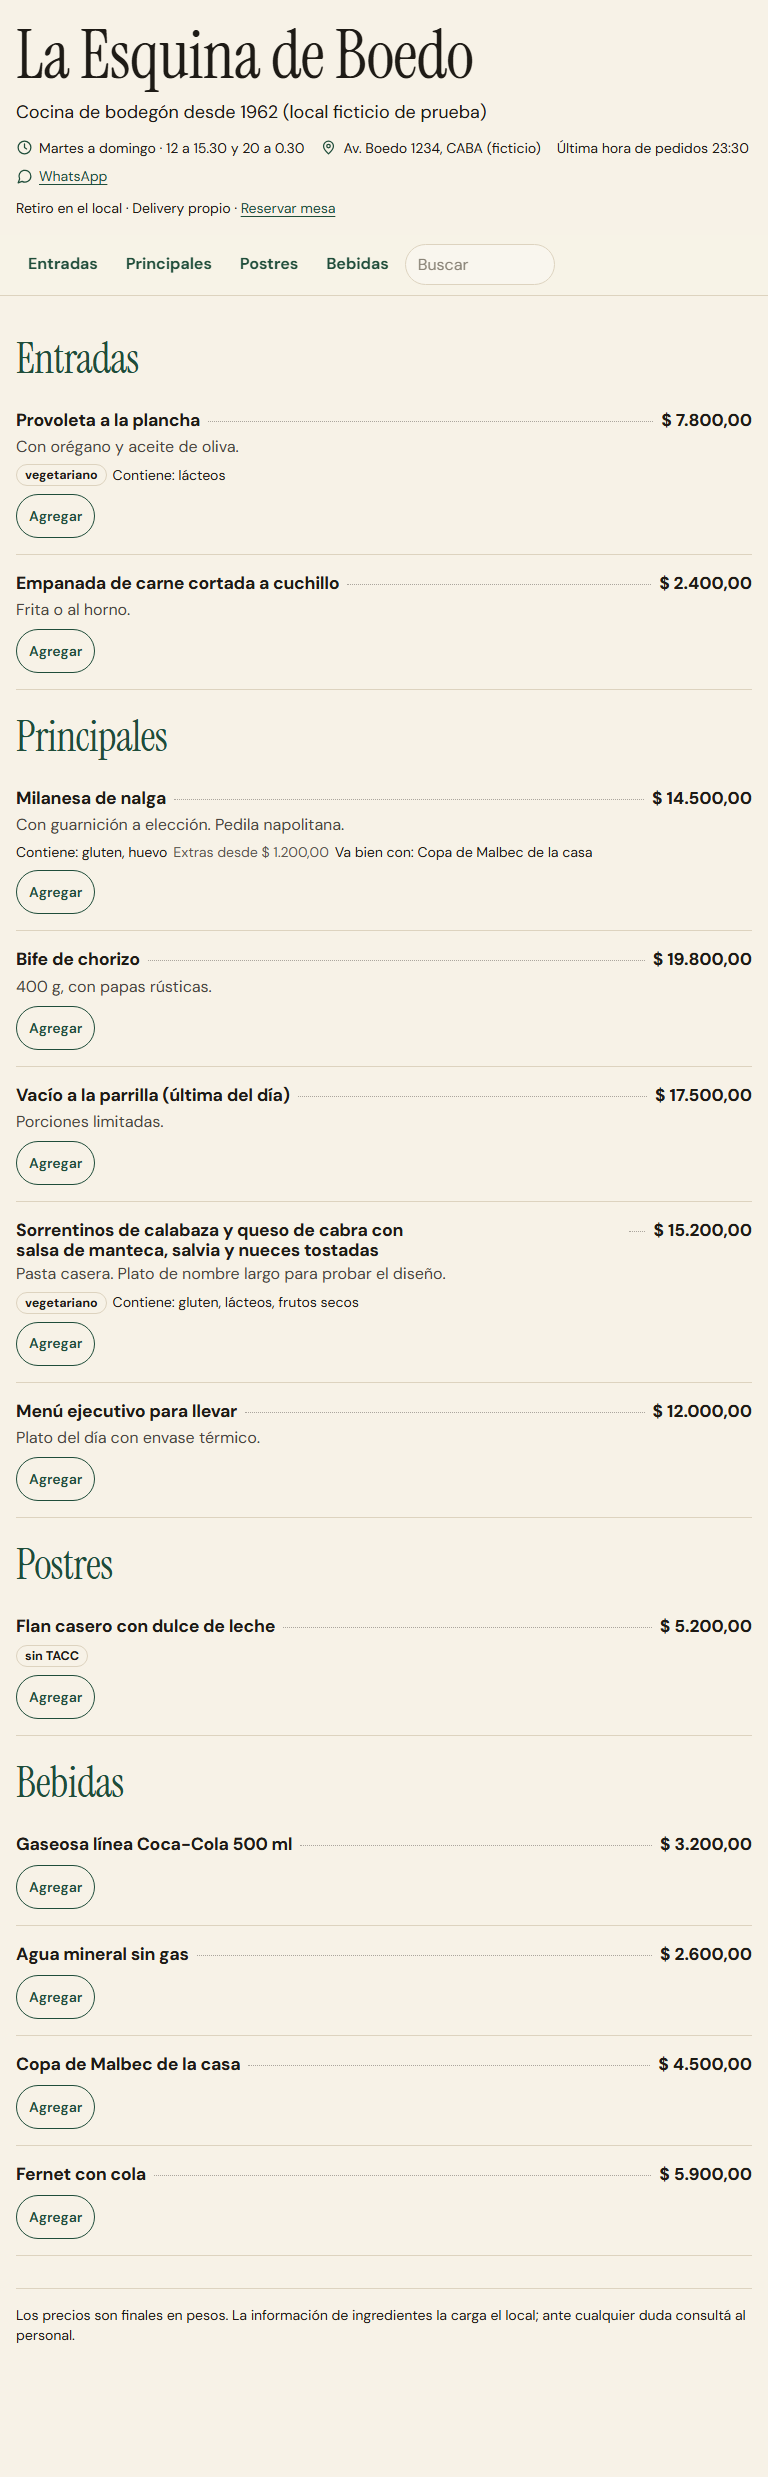 La Esquina de Boedo
Cocina de bodegón desde 1962 (local ficticio de prueba)
Martes a domingo · 12 a 15.30 y 20 a 0.30 Av. Boedo 1234, CABA (ficticio) Última hora de pedidos 23:30
WhatsApp
Retiro en el local · Delivery propio · Reservar mesa
Entradas Principales Postres Bebidas Buscar
Entradas
Provoleta a la plancha $ 7.800,00
Con orégano y aceite de oliva.
vegetariano Contiene: lácteos
Agregar
Empanada de carne cortada a cuchillo $ 2.400,00
Frita o al horno.
Agregar
Principales
Milanesa de nalga $ 14.500,00
Con guarnición a elección. Pedila napolitana.
Contiene: gluten, huevo Extras desde $ 1.200,00 Va bien con: Copa de Malbec de la casa
Agregar
Bife de chorizo $ 19.800,00
400 g, con papas rústicas.
Agregar
Vacío a la parrilla (última del día) $ 17.500,00
Porciones limitadas.
Agregar
Sorrentinos de calabaza y queso de cabra con $ 15.200,00
salsa de manteca, salvia y nueces tostadas
Pasta casera. Plato de nombre largo para probar el diseño.
vegetariano Contiene: gluten, lácteos, frutos secos
Agregar
Menú ejecutivo para llevar $ 12.000,00
Plato del día con envase térmico.
Agregar
Postres
Flan casero con dulce de leche $ 5.200,00
sin TACC
Agregar
Bebidas
Gaseosa línea Coca-Cola 500 ml $ 3.200,00
Agregar
Agua mineral sin gas $ 2.600,00
Agregar
Copa de Malbec de la casa $ 4.500,00
Agregar
Fernet con cola $ 5.900,00
Agregar
Los precios son finales en pesos. La información de ingredientes la carga el local; ante cualquier duda consultá al
personal.